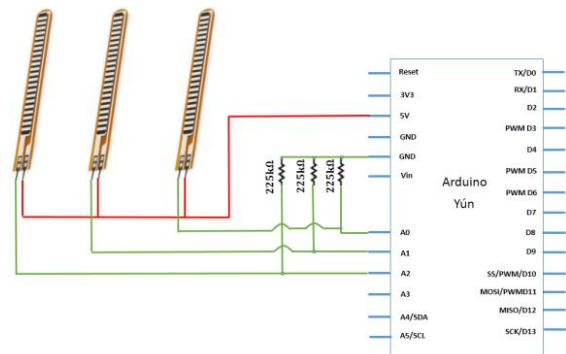 Reset
3V3
5V
GND
GND
Vin
A0
A1
A2
A3
A4/SDA
A5/SCL
225kΩ
225kΩ
225kΩ
Arduino
Yún
TX/D0
RX/D1
D2
PWM D3
D4
PWM D5
PWM D6
D7
D8
D9
SS/PWM/D10
MOSI/PWMD11
MISO/D12
SCK/D13